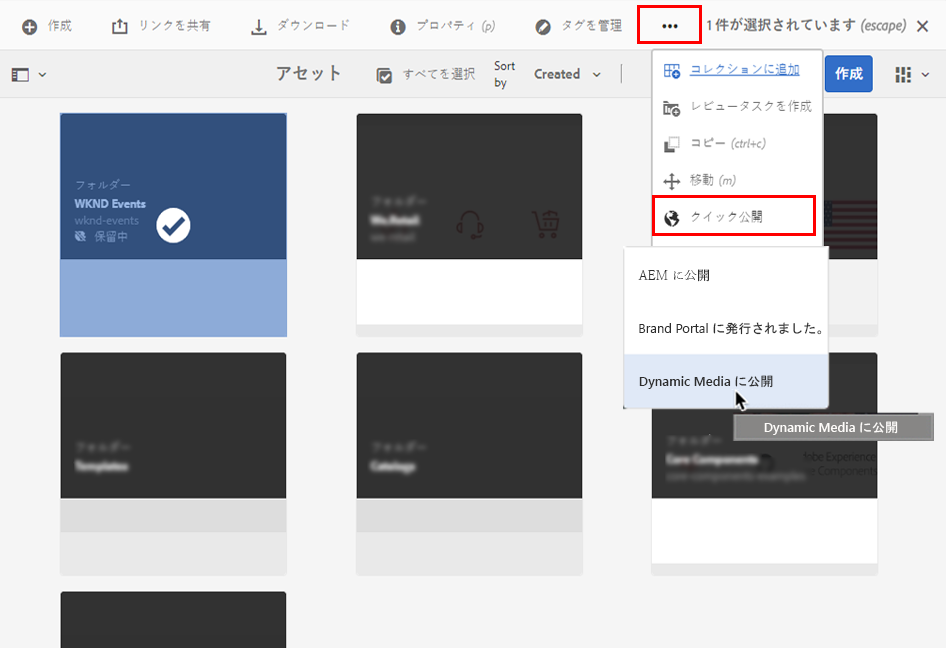 作成
リンクを共有
ダウンロード
プロパティ (p)
タグを管理
•••
1件が選択されています (escape)
アセット
すべてを選択
Sort by
Created
作成
コレクションに追加
レビュータスクを作成
コピー (ctrl+c)
移動 (m)
クイック公開
AEM に公開
Brand Portal に発行されました。
Dynamic Media に公開
Dynamic Media に公開
フォルダー
WKND Events
wknd-events
保留中
フォルダー
We.Retail
we-retail
フォルダー
Templates
フォルダー
Catalogs
フォルダー
Core Components
core-components-examples
obe Experience
e Components